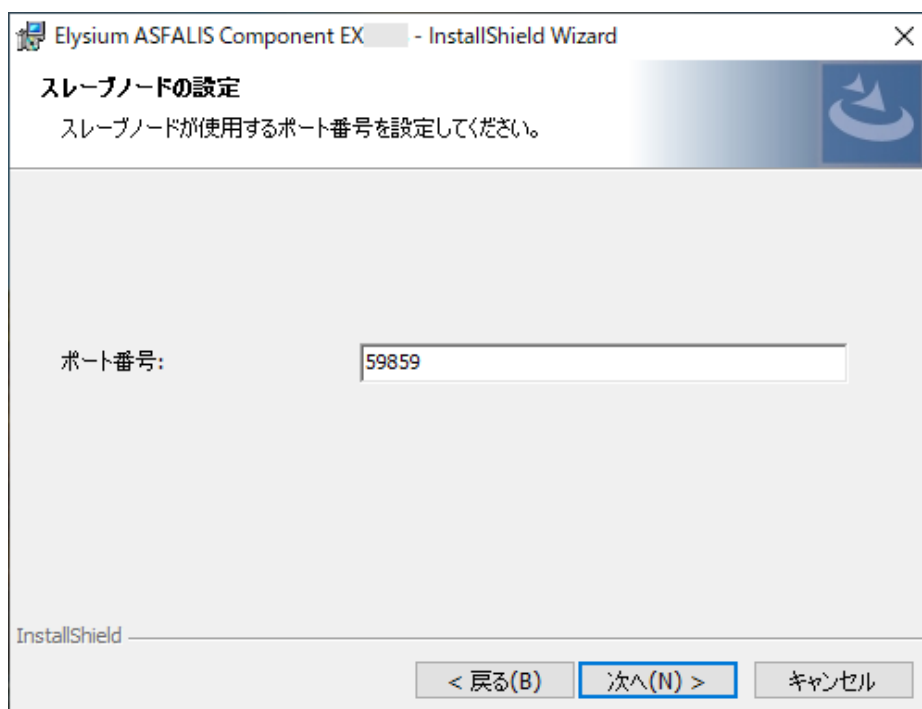 Elysium ASFALIS Component EX - InstallShield Wizard
スレーブノードの設定
スレーブノードが使用するポート番号を設定してください。
ポート番号:
59859
InstallShield
< 戻る(B)
次へ(N) >
キャンセル